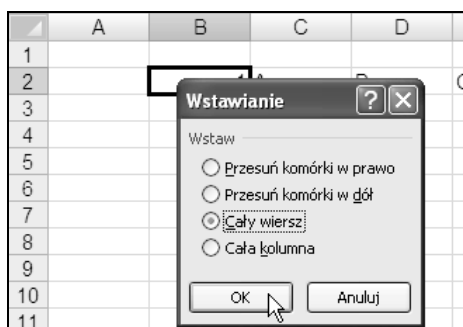 A B C D
1
2
3
4
5
6
7
8
9
10
11
Wstawianie ? X
Wstaw
Przesuń komórki w prawo
Przesuń komórki w dół
Cały wiersz
Cała kolumna
OK Anuluj